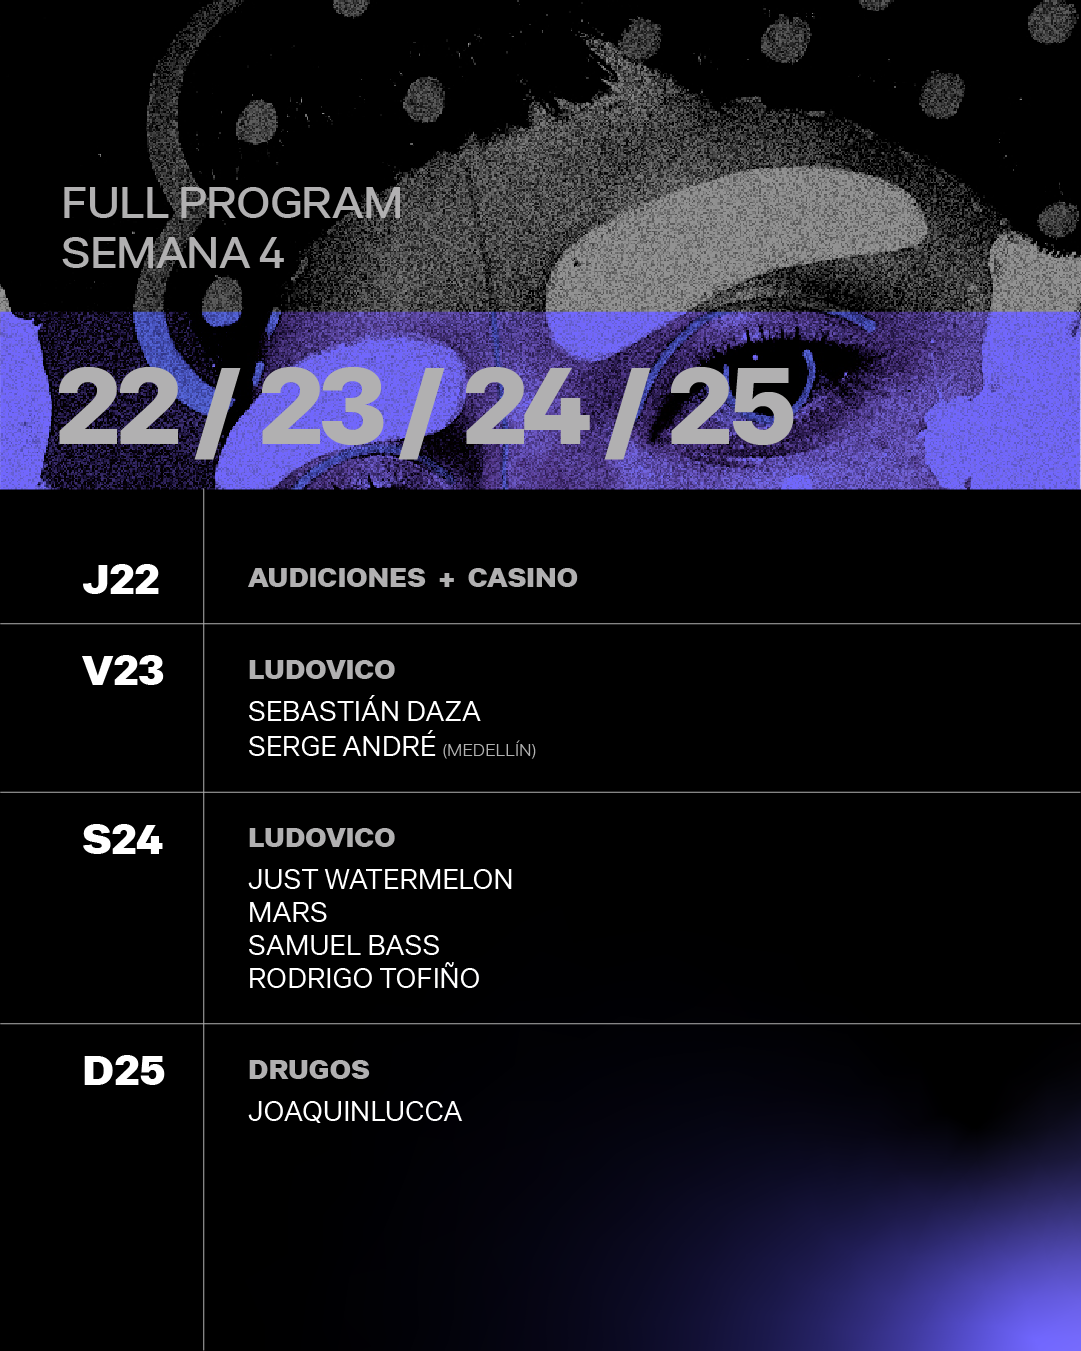 FULL PROGRAM
SEMANA 4
22 / 23 / 24 / 25
J22
AUDICIONES + CASINO
V23
LUDOVICO
SEBASTIÁN DAZA
SERGE ANDRÉ (MEDELLÍN)
S24
LUDOVICO
JUST WATERMELON
MARS
SAMUEL BASS
RODRIGO TOFIÑO
D25
DRUGOS
JOAQUINLUCCA